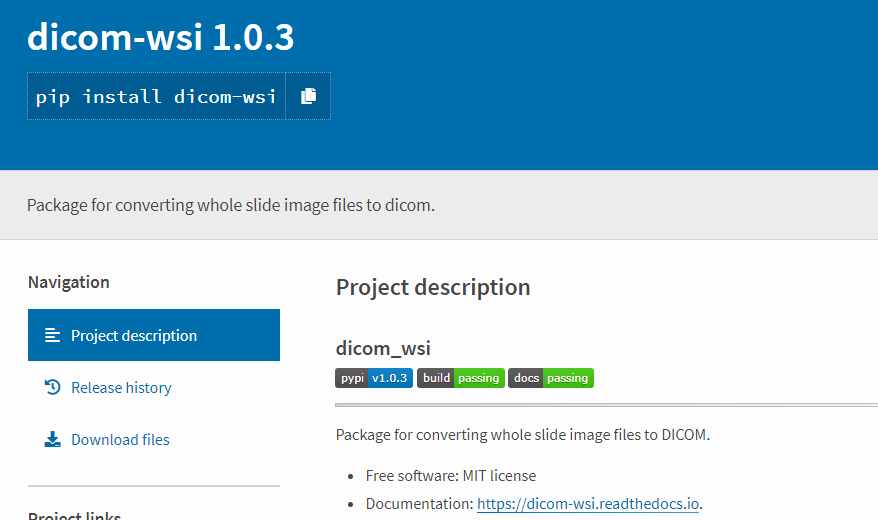 dicom-wsi 1.0.3
pip install dicom-wsi
Package for converting whole slide image files to dicom.
Navigation
Project description
Release history
Download files
Project links
Project description
dicom_wsi
pypi v1.0.3 build passing docs passing
Package for converting whole slide image files to DICOM.
Free software: MIT license
Documentation: https://dicom-wsi.readthedocs.io.